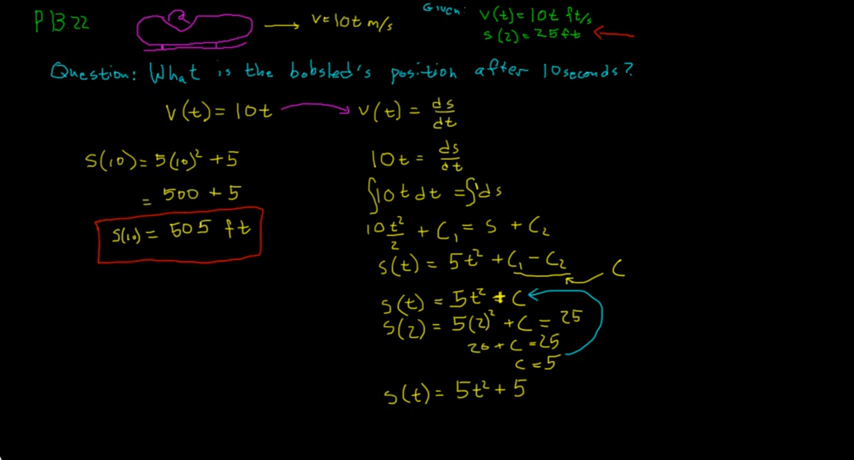 P 13.22
v = 10t m/s
GIVEN: v(t) = 10t ft/s
s(2) = 25 ft
Question: What is the bobsled's position after 10 seconds?
v(t) = 10t
v(t) = ds/dt
10t = ds/dt
∫10t dt = ∫ds
10t²/2 + C₁ = s + C₂
s(t) = 5t² + C₁ - C₂
C
s(t) = 5t² + C
s(2) = 5(2)² + C = 25
20 + C = 25
C = 5
s(t) = 5t² + 5
s(10) = 5(10)² + 5
= 500 + 5
s(10) = 505 ft